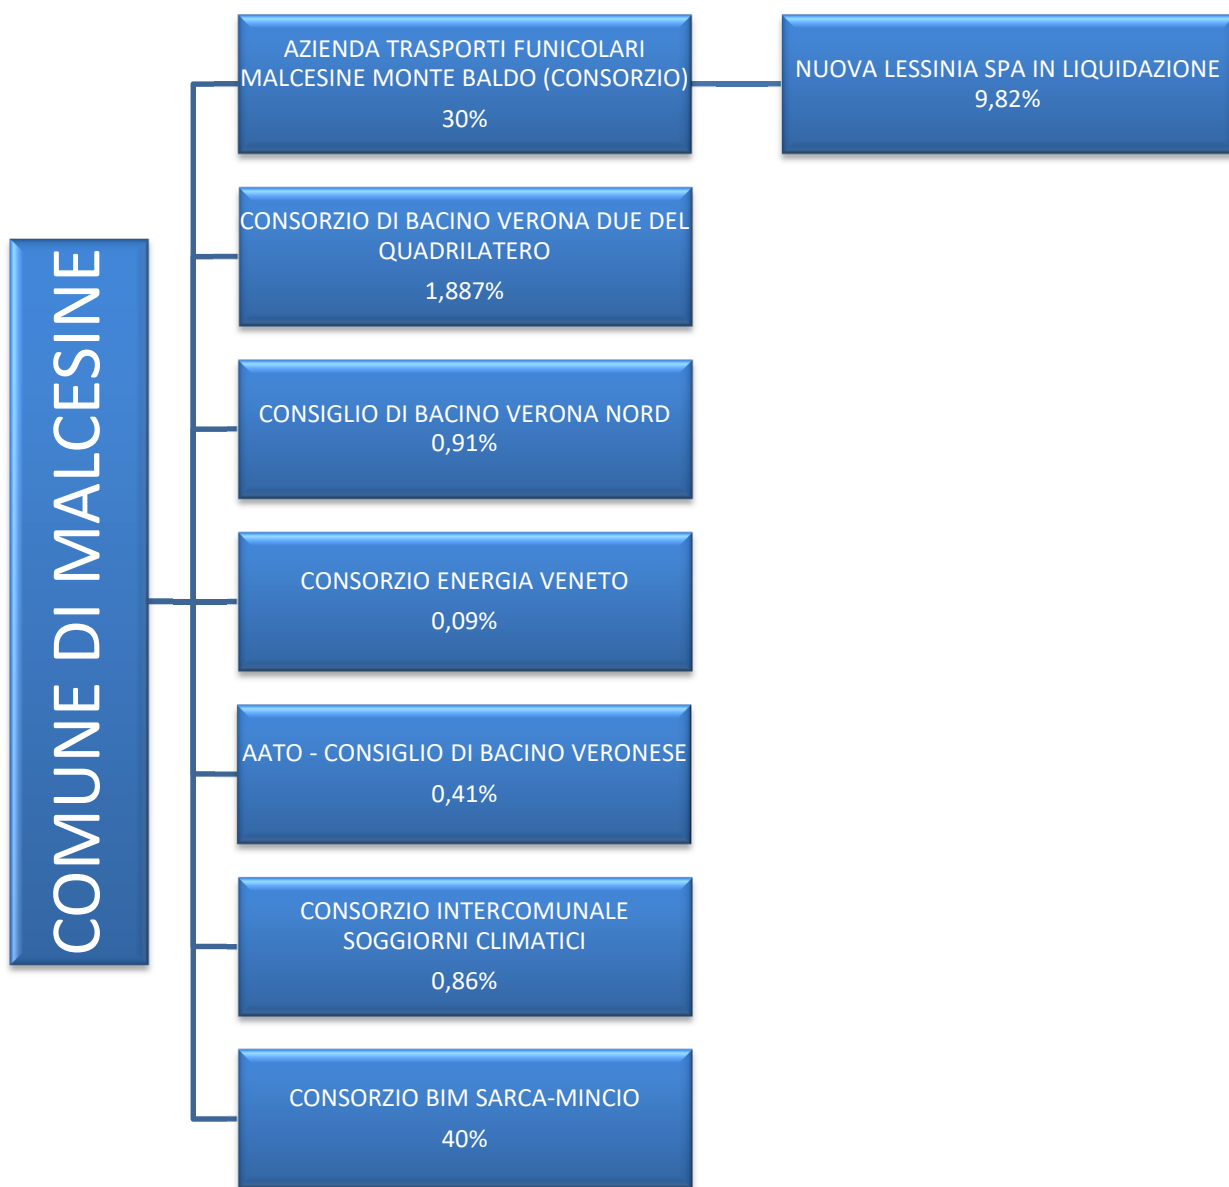 COMUNE DI MALCESINE
AZIENDA TRASPORTI FUNICOLARI
MALCESINE MONTE BALDO (CONSORZIO)
30%
NUOVA LESSINIA SPA IN LIQUIDAZIONE
9,82%
CONSORZIO DI BACINO VERONA DUE DEL
QUADRILATERO
1,887%
CONSIGLIO DI BACINO VERONA NORD
0,91%
CONSORZIO ENERGIA VENETO
0,09%
AATO - CONSIGLIO DI BACINO VERONESE
0,41%
CONSORZIO INTERCOMUNALE
SOGGIORNI CLIMATICI
0,86%
CONSORZIO BIM SARCA-MINCIO
40%